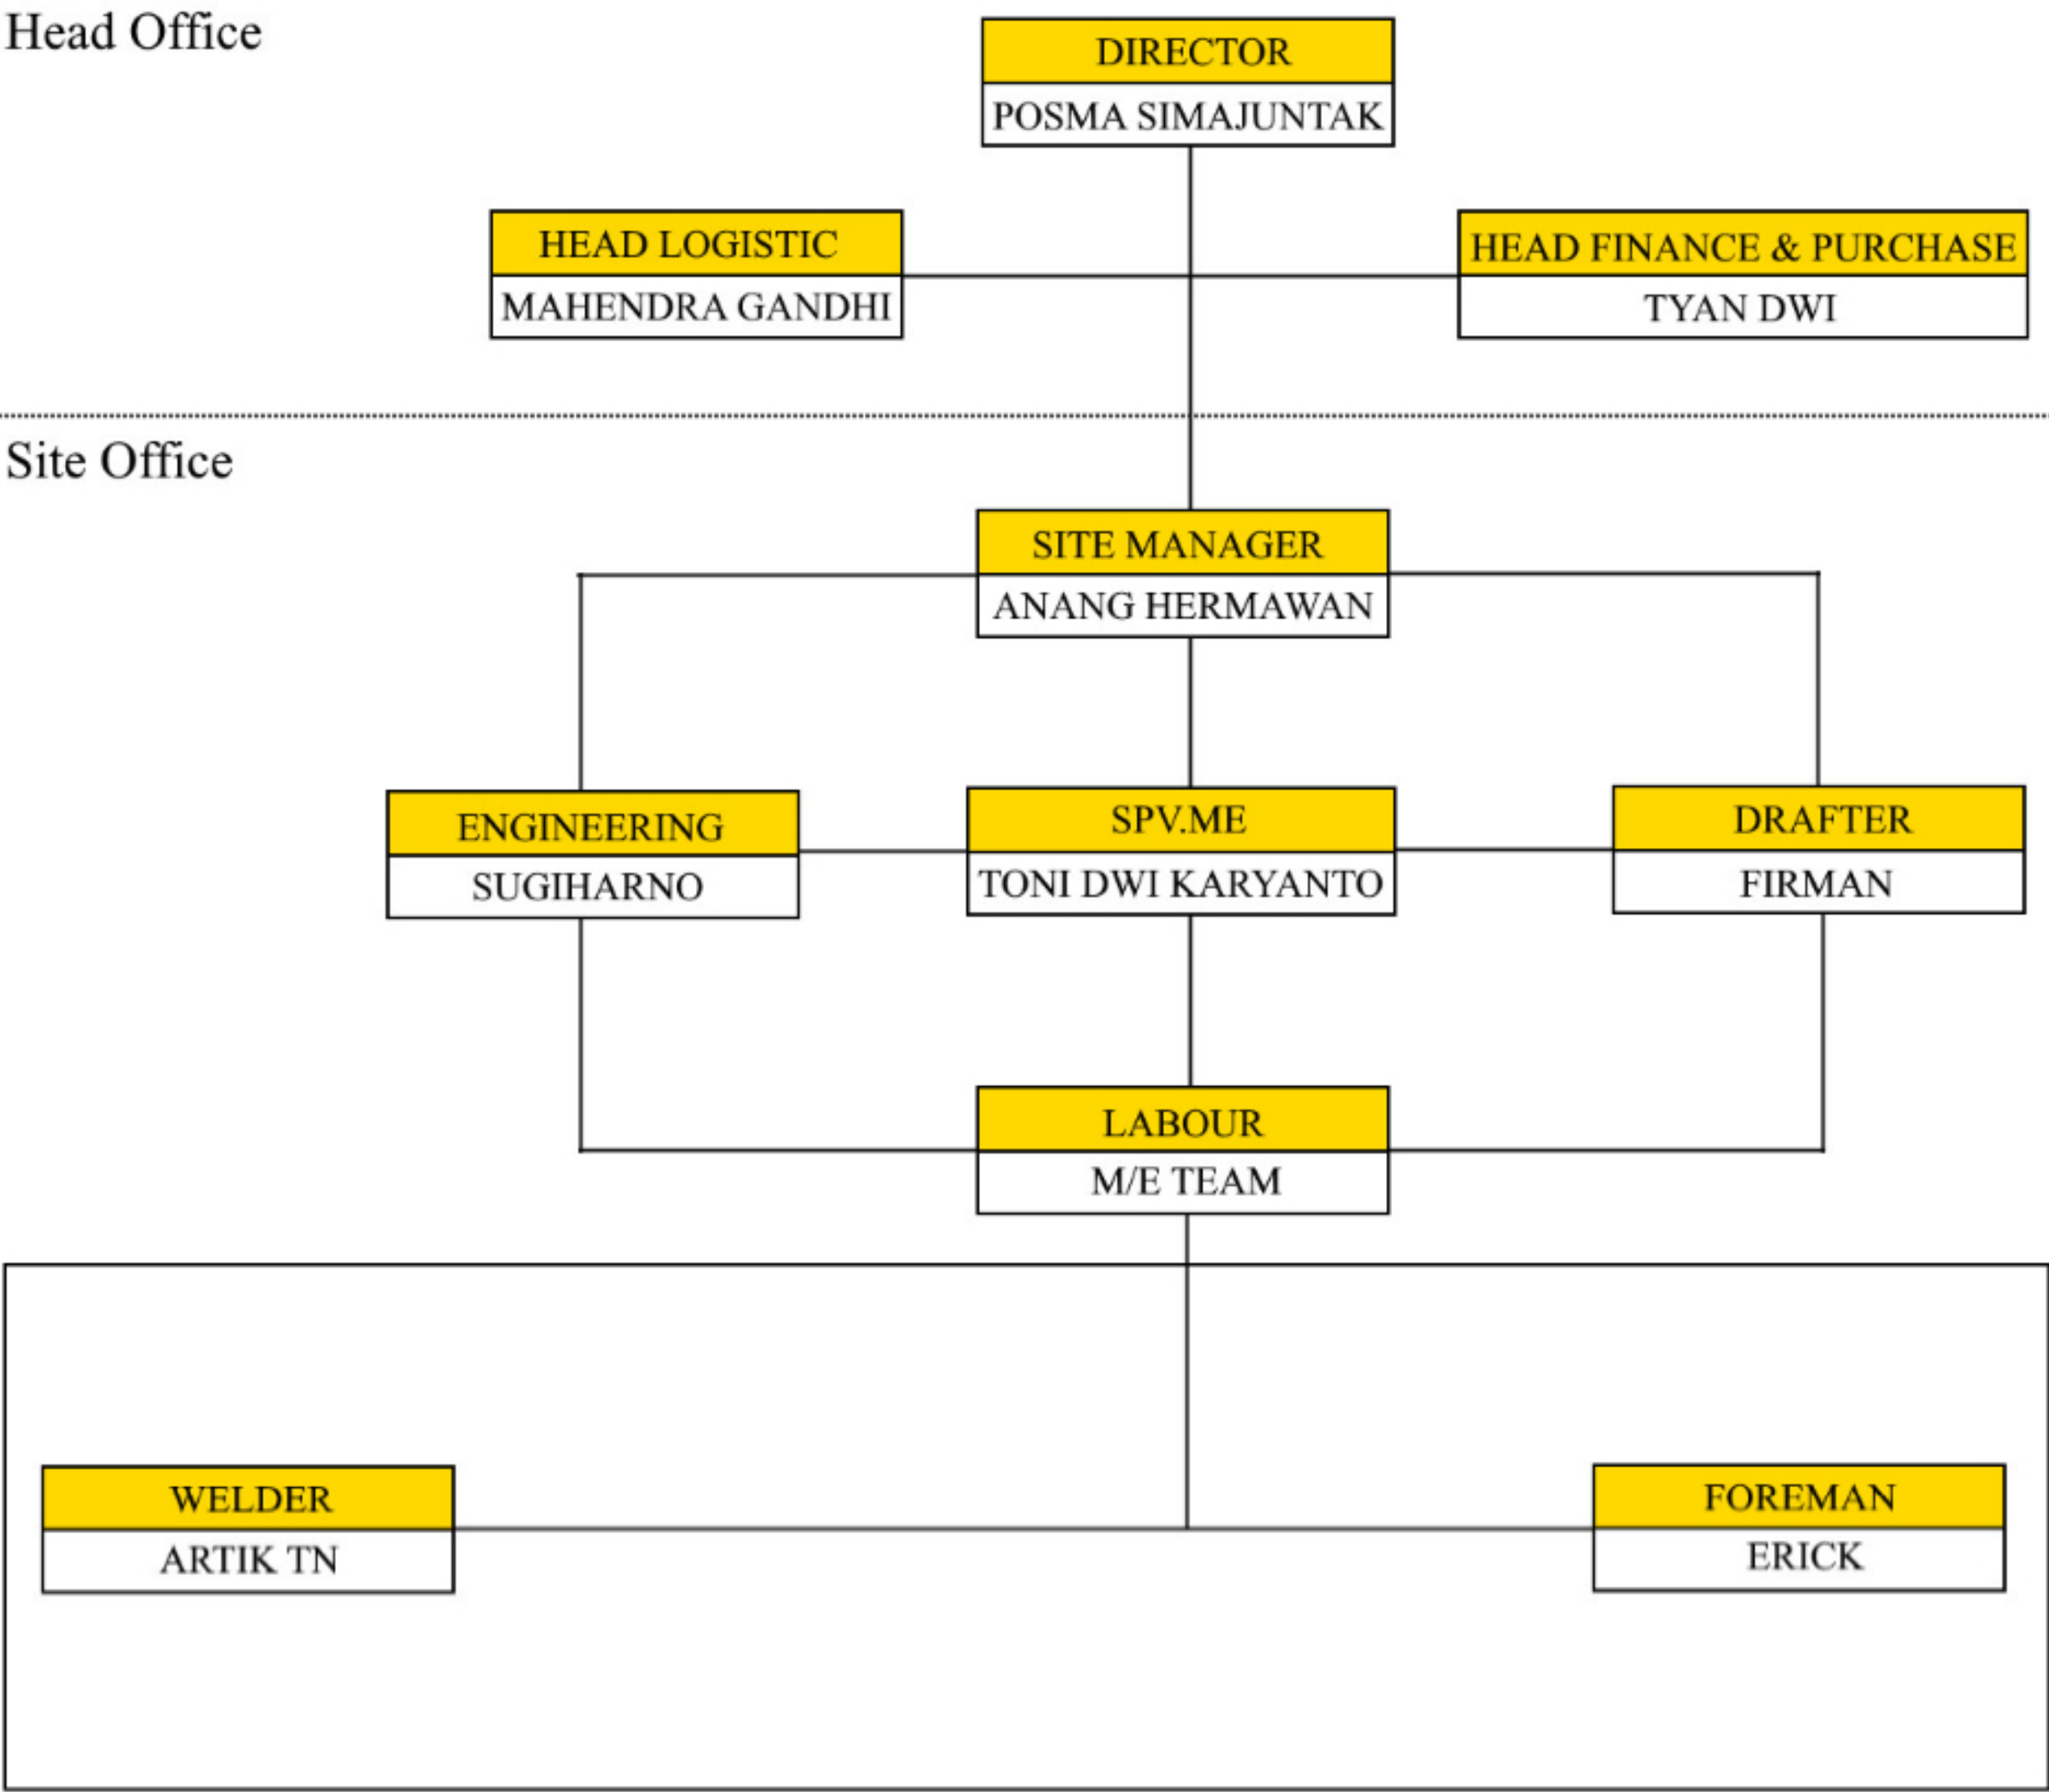 Head Office
DIRECTOR
POSMA SIMAJUNTAK
HEAD LOGISTIC
MAHENDRA GANDHI
HEAD FINANCE & PURCHASE
TYAN DWI
Site Office
SITE MANAGER
ANANG HERMAWAN
ENGINEERING
SUGIHARNO
SPV.ME
TONI DWI KARYANTO
DRAFTER
FIRMAN
LABOUR
M/E TEAM
WELDER
ARTIK TN
FOREMAN
ERICK